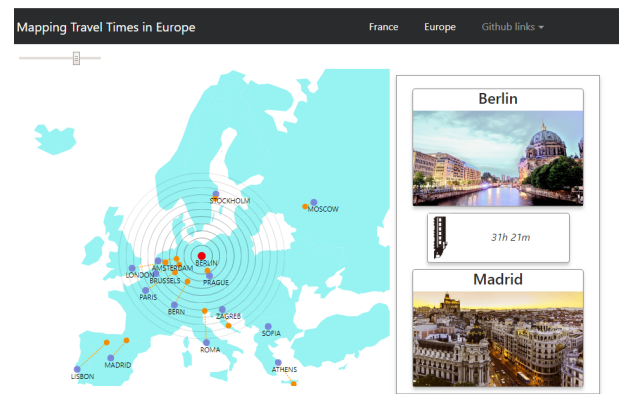 Mapping Travel Times in Europe
France
Europe
Github links
Berlin
31h 21m
Madrid
STOCKHOLM
MOSCOW
BERLIN
AMSTERDAM
LONDON
BRUSSELS
PRAGUE
PARIS
BERN
ZAGREB
SOFIA
ROMA
MADRID
LISBON
ATHENS